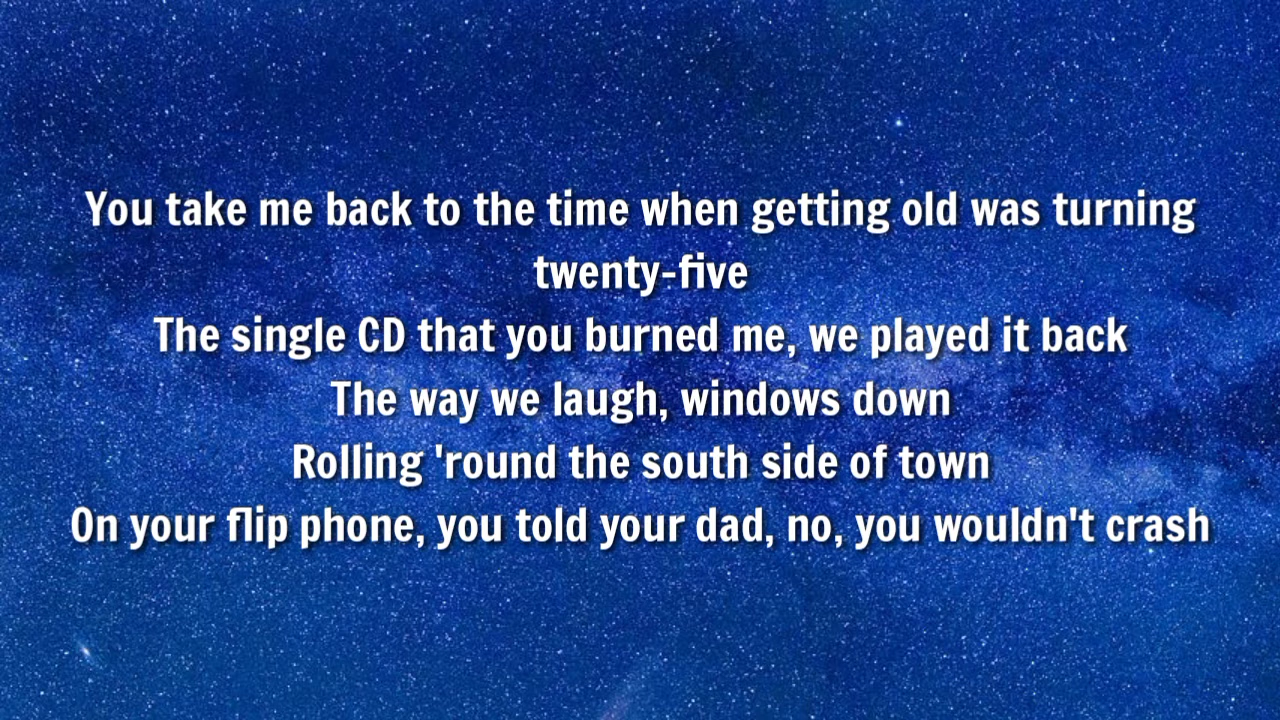 You take me back to the time when getting old was turning
twenty-five
The single CD that you burned me, we played it back
The way we laugh, windows down
Rolling 'round the south side of town
On your flip phone, you told your dad, no, you wouldn't crash